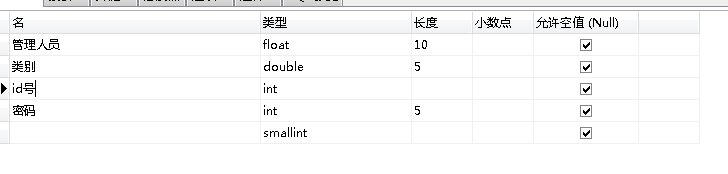 名 类型 长度 小数点 允许空值 (Null)
管理人员 float 10
类别 double 5
id号 int
密码 int 5
smallint